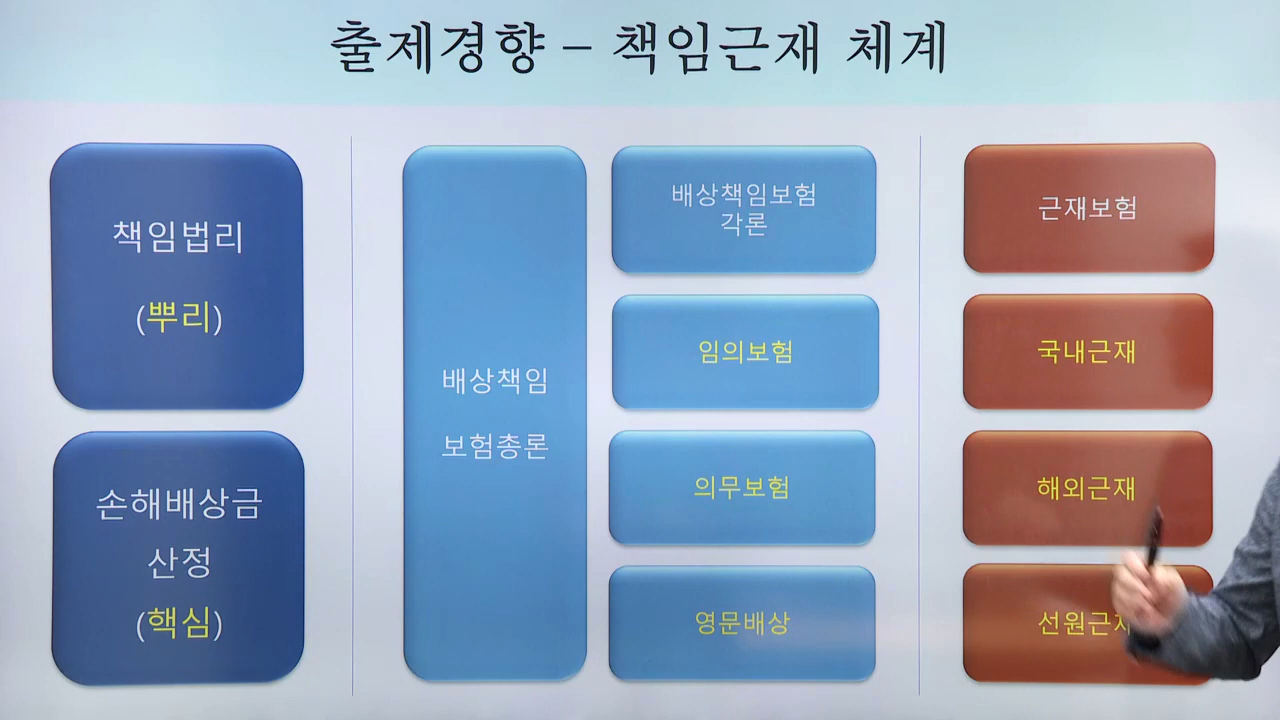 출제경향 – 책임근재 체계
책임법리
(뿌리)
손해배상금
산정
(핵심)
배상책임
보험총론
배상책임보험
각론
임의보험
의무보험
영문배상
근재보험
국내근재
해외근재
선원근재